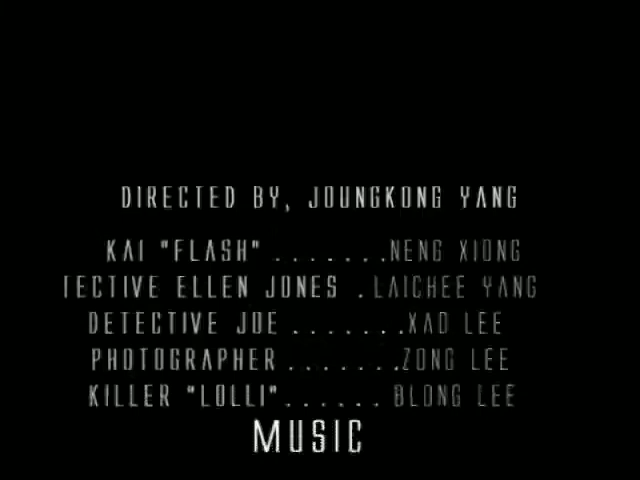 DIRECTED BY, JOUNGKONG YANG
KAI "FLASH" .......NENG XIONG
TECTIVE ELLEN JONES .LAICHEE YANG
DETECTIVE JOE .......XAO LEE
PHOTOGRAPHER .......ZONG LEE
KILLER "LOLLI"...... BLONG LEE
MUSIC